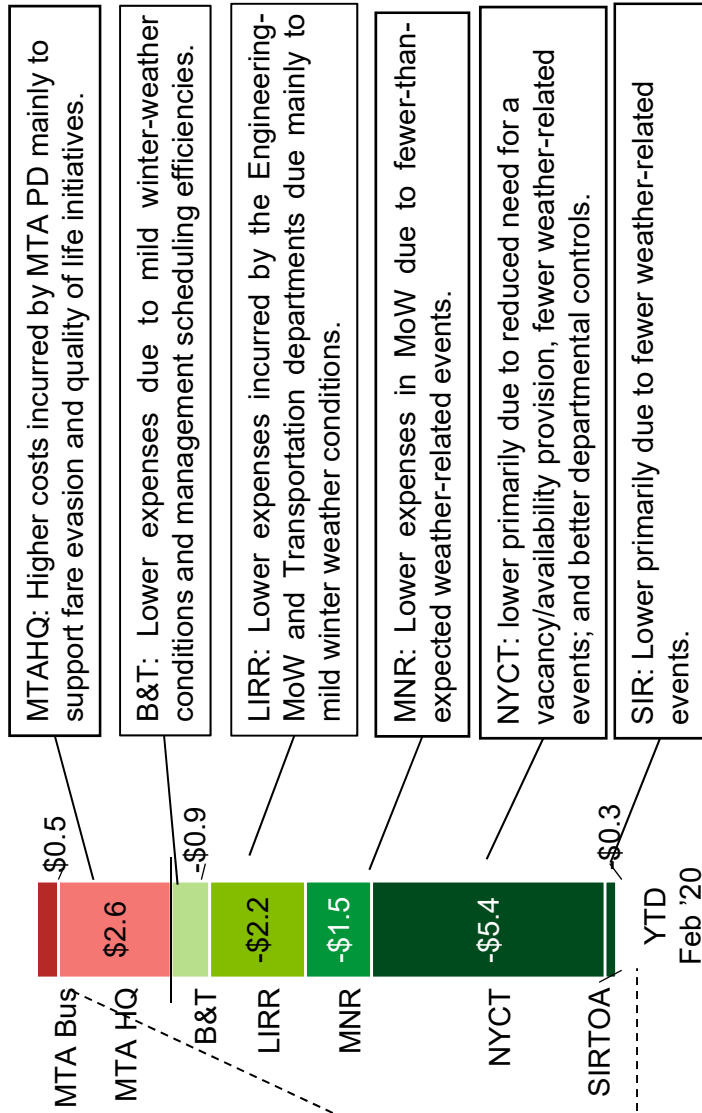 MTA Bus
$0.5
MTAHQ: Higher costs incurred by MTA PD mainly to
support fare evasion and quality of life initiatives.
MTA HQ
$2.6
B&T: Lower expenses due to mild winter-weather
conditions and management scheduling efficiencies.
B&T
-$0.9
LIRR: Lower expenses incurred by the Engineering-
MoW and Transportation departments due mainly to
mild winter weather conditions.
LIRR
-$2.2
MNR: Lower expenses in MoW due to fewer-than-
expected weather-related events.
MNR
-$1.5
NYCT: lower primarily due to reduced need for a
vacancy/availability provision, fewer weather-related
events; and better departmental controls.
NYCT
-$5.4
SIR: Lower primarily due to fewer weather-related
events.
SIRTOA
-$0.3
YTD
Feb '20